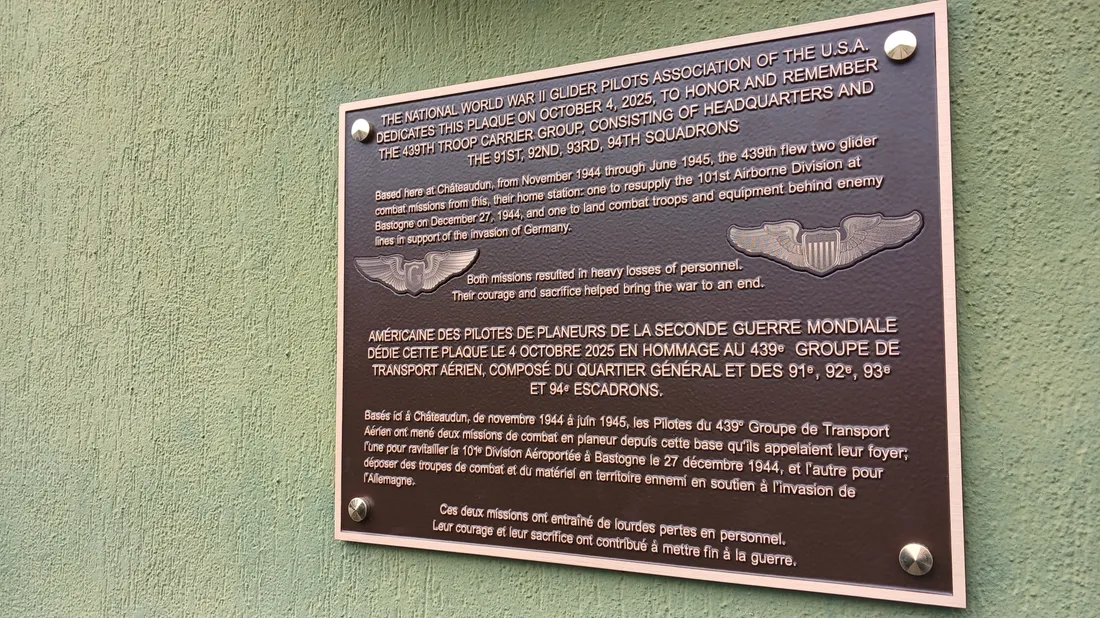 THE NATIONAL WORLD WAR II GLIDER PILOTS ASSOCIATION OF THE U.S.A.
DEDICATES THIS PLAQUE ON OCTOBER 4, 2025, TO HONOR AND REMEMBER
THE 439TH TROOP CARRIER GROUP, CONSISTING OF HEADQUARTERS AND
THE 91ST, 92ND, 93RD, 94TH SQUADRONS
Based here at Châteaudun, from November 1944 through June 1945, the 439th flew two glider
combat missions from this, their home station: one to resupply the 101st Airborne Division at
Bastogne on December 27, 1944, and one to land combat troops and equipment behind enemy
lines in support of the invasion of Germany.
G
Both missions resulted in heavy losses of personnel.
Their courage and sacrifice helped bring the war to an end.
AMÉRICAINE DES PILOTES DE PLANEURS DE LA SECONDE GUERRE MONDIALE
DÉDIE CETTE PLAQUE LE 4 OCTOBRE 2025 EN HOMMAGE AU 439e GROUPE DE
TRANSPORT AÉRIEN, COMPOSÉ DU QUARTIER GÉNÉRAL ET DES 91e, 92e, 93e
ET 94e ESCADRONS.
Basés ici à Châteaudun, de novembre 1944 à juin 1945, les Pilotes du 439e Groupe de Transport
Aérien ont mené deux missions de combat en planeur depuis cette base qu'ils appelaient leur foyer;
l'une pour ravitailler la 101e Division Aéroportée à Bastogne le 27 décembre 1944, et l'autre pour
déposer des troupes de combat et du matériel en territoire ennemi en soutien à l'invasion de
l'Allemagne.
Ces deux missions ont entraîné de lourdes pertes en personnel.
Leur courage et leur sacrifice ont contribué à mettre fin à la guerre.